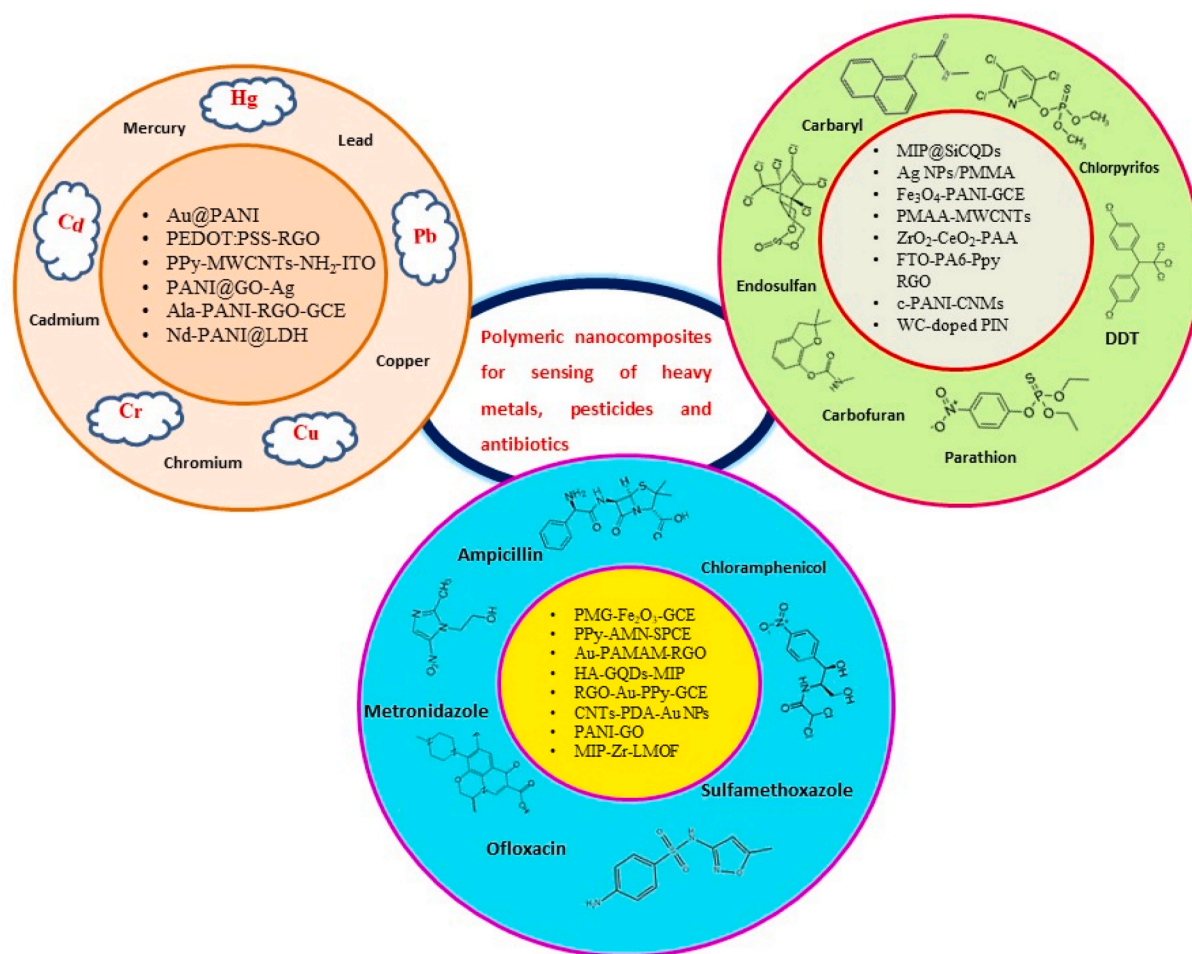 Hg
Mercury
Lead
Cd
Pb
Cadmium
Copper
Cr
Chromium
Cu
• Au@PANI
• PEDOT:PSS-RGO
• PPy-MWCNTs-NH₂-ITO
• PANI@GO-Ag
• Ala-PANI-RGO-GCE
• Nd-PANI@LDH
Polymeric nanocomposites
for sensing of heavy
metals, pesticides and
antibiotics
Carbaryl
Chlorpyrifos
Endosulfan
DDT
Carbofuran
Parathion
• MIP@SiCQDs
• Ag NPs/PMMA
• Fe₃O₄-PANI-GCE
• PMAA-MWCNTs
• ZrO₂-CeO₂-PAA
• FTO-PA6-Ppy
RGO
• c-PANI-CNMs
• WC-doped PIN
Ampicillin
Chloramphenicol
Metronidazole
Sulfamethoxazole
Ofloxacin
• PMG-Fe₂O₃-GCE
• PPy-AMN-SPCE
• Au-PAMAM-RGO
• HA-GQDs-MIP
• RGO-Au-PPy-GCE
• CNTs-PDA-Au NPs
• PANI-GO
• MIP-Zr-LMOF